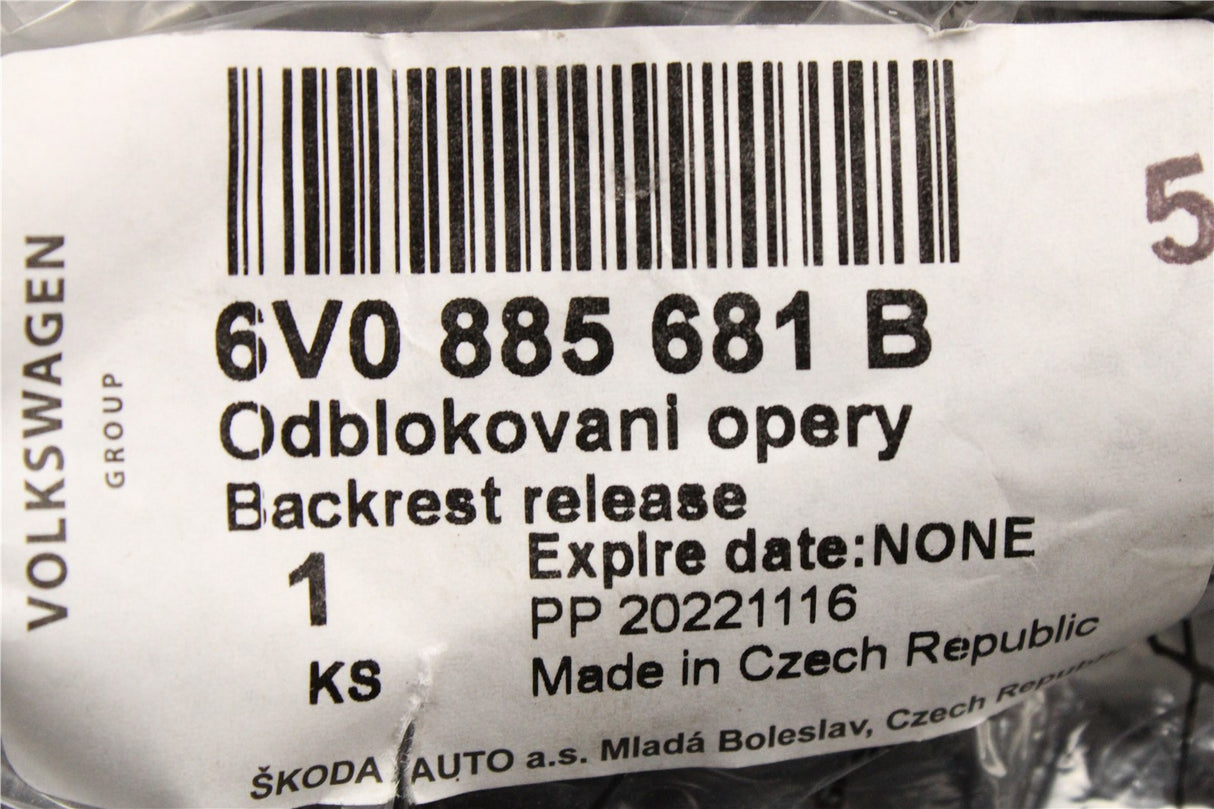 VOLKSWAGEN
GROUP
6V0 885 681 B
Odblokovani opery
Backrest release
1
KS
Expire date:NONE
PP 20221116
Made in Czech Republic
ŠKODA AUTO a.s. Mladá Boleslav, Czech Republic
5